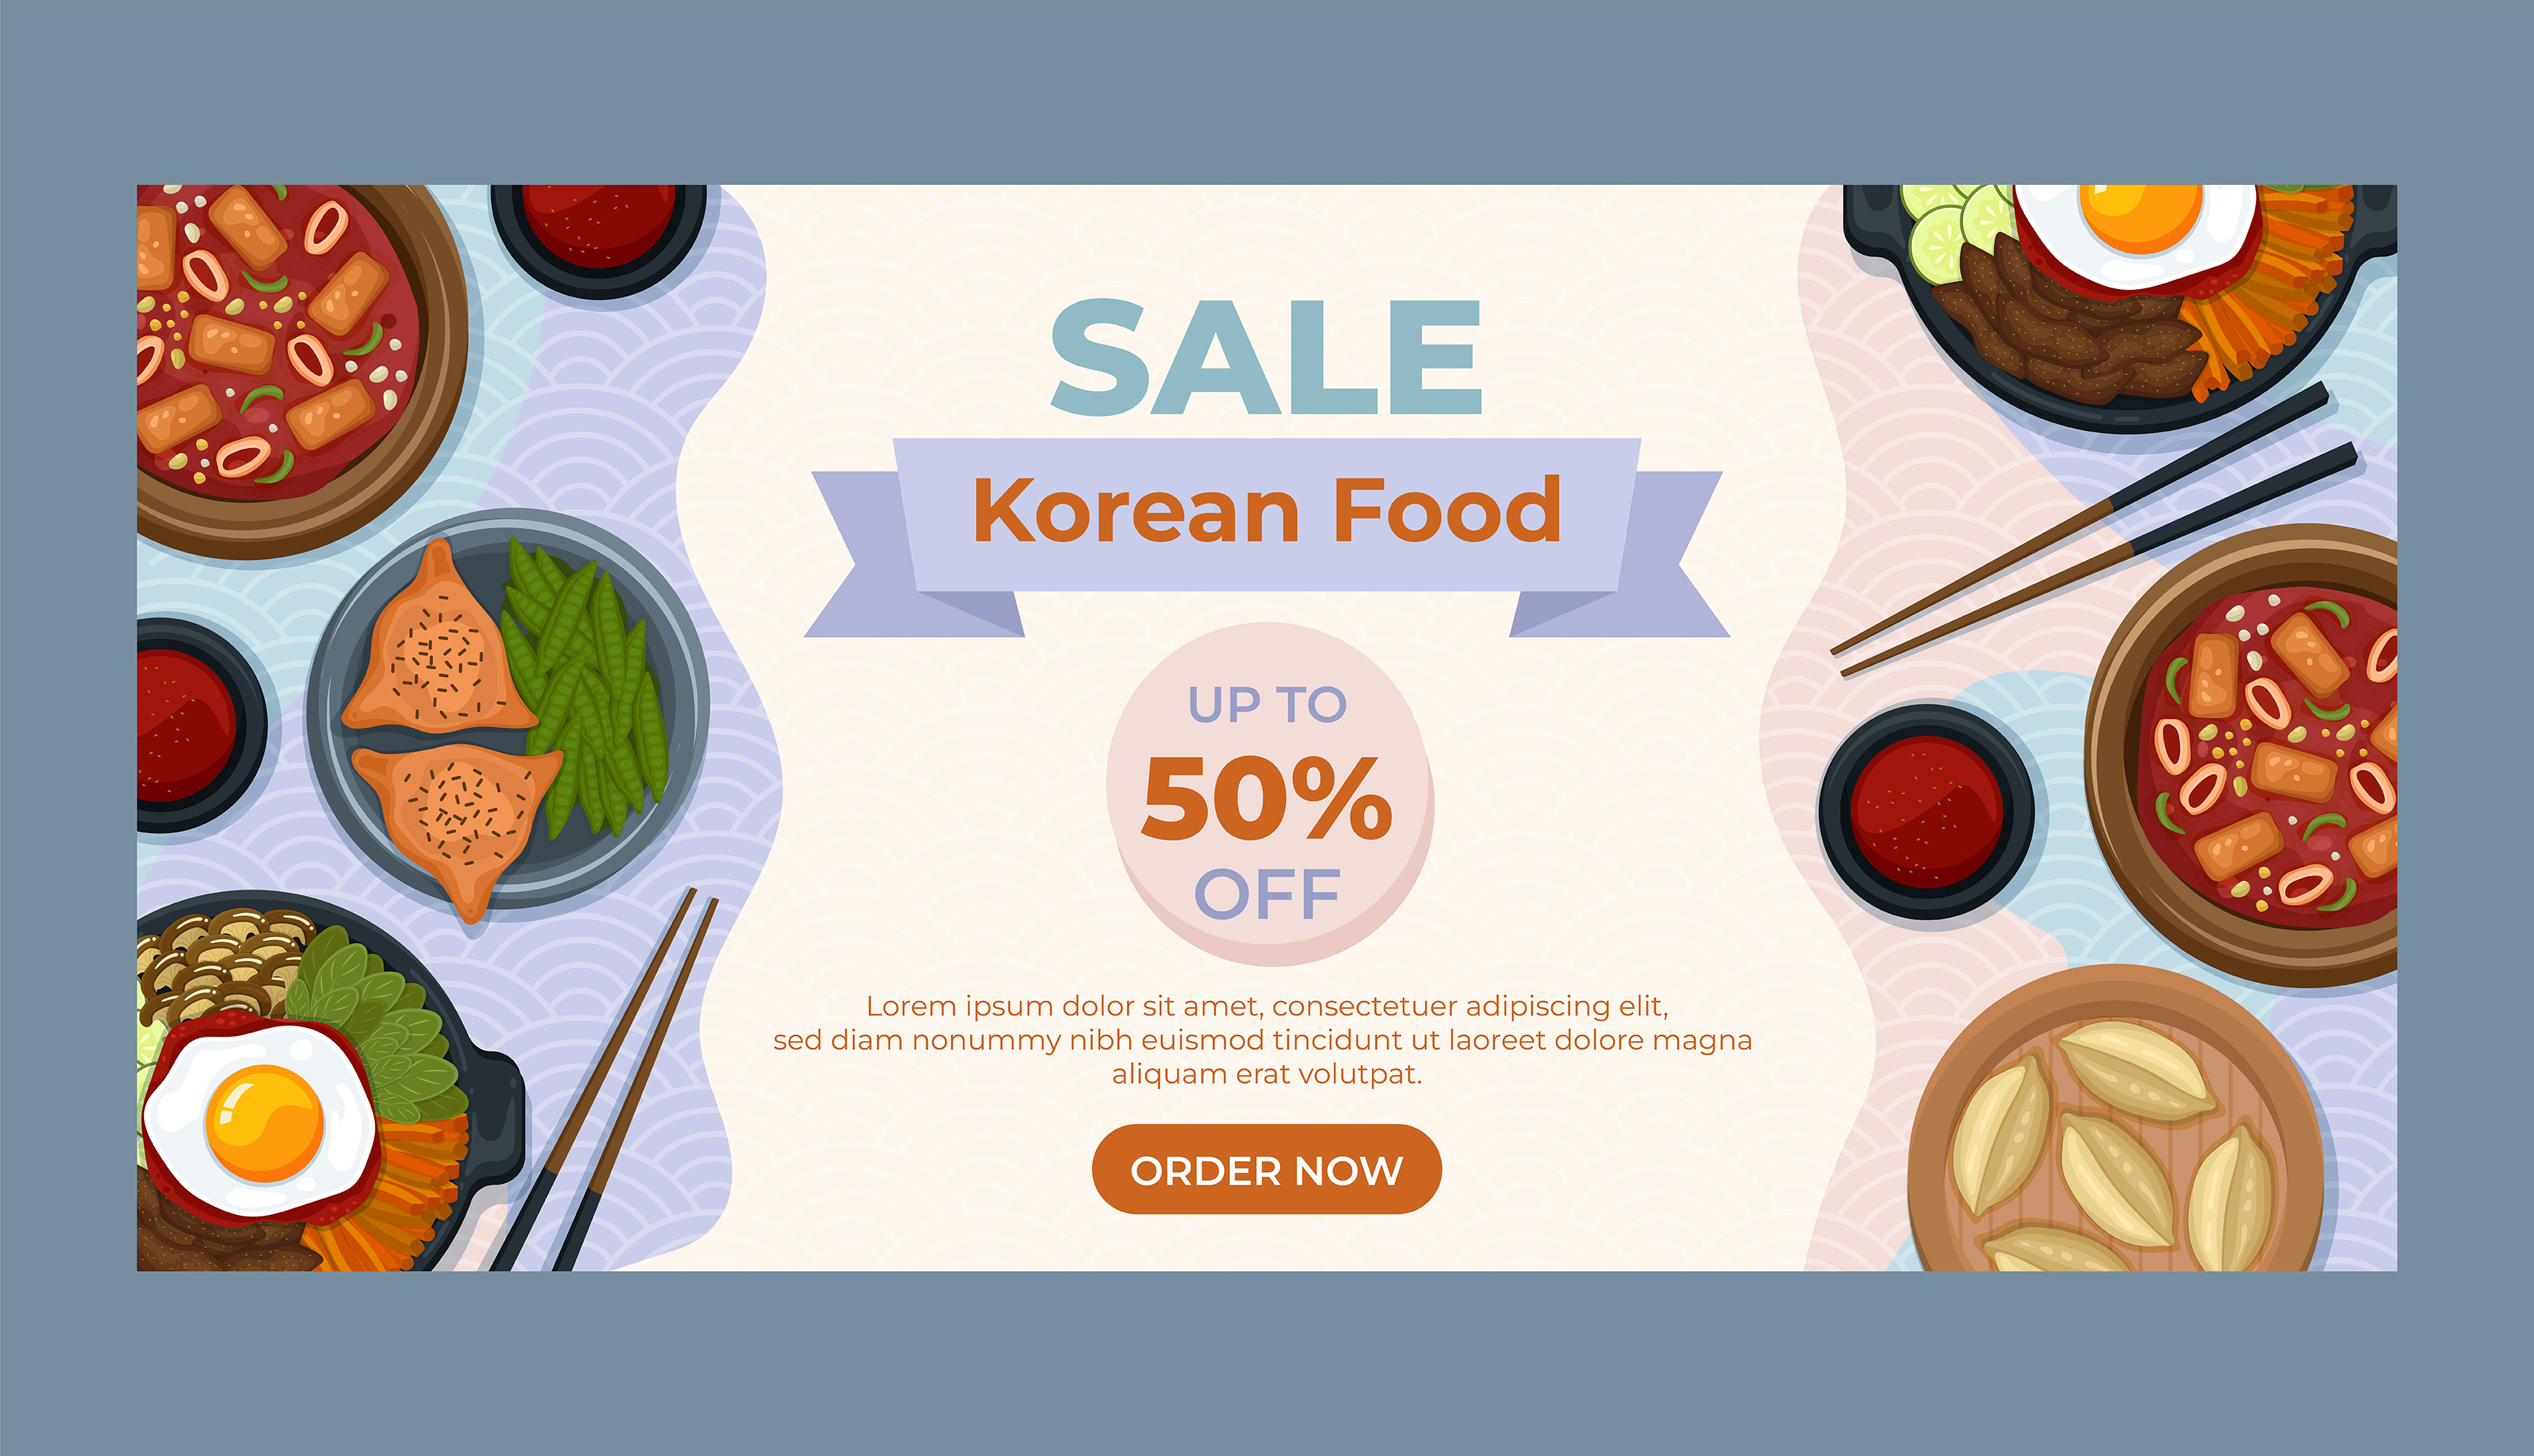 SALE
Korean Food
UP TO
50%
OFF
Lorem ipsum dolor sit amet, consectetuer adipiscing elit,
sed diam nonummy nibh euismod tincidunt ut laoreet dolore magna
aliquam erat volutpat.
ORDER NOW